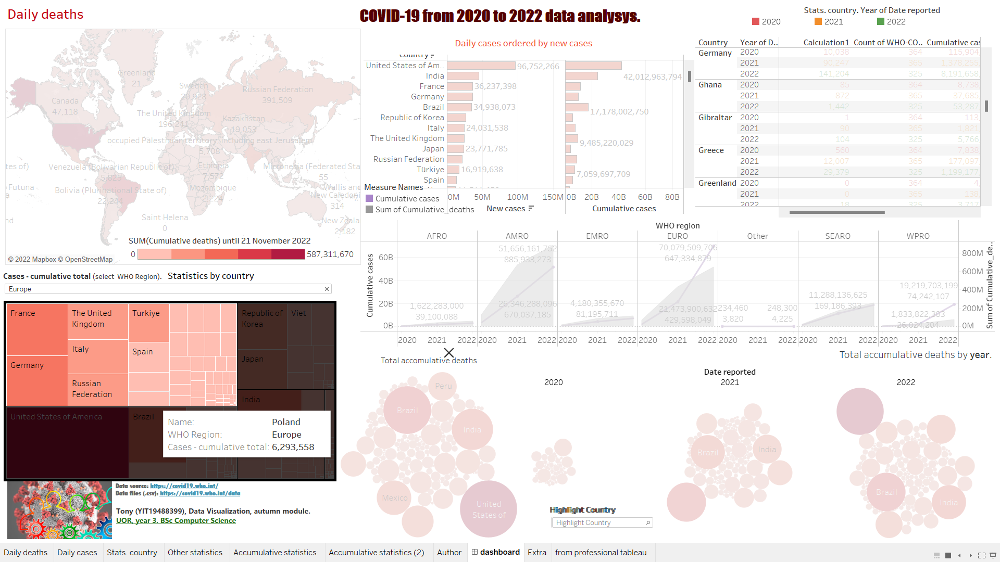 Daily deaths
COVID-19 from 2020 to 2022 data analysys.
Stats. country. Year of Date reported
2020 2021 2022
Greenland
21
Sweden
20,928
Russian Federation
391,509
Canada
47,118
The United Kingdom
196,241
Kazakhstan
19,053
occupied Palestinian territory, including east Jerusalem
5,708
tes of)
Venezuela (Bolivarian Republic of)
5,825
Ethiopia
7,572
Micronesia (Federated Sta
55
Futuna
a
Bolivia (Plurinational State of)
22,244
Mozambique
2,224
Wallis and
New Caledoni
314
nd
Saint Helena
0
New Zeala
2,182
SUM(Cumulative deaths) until 21 November 2022
0 587,311,670
© 2022 Mapbox © OpenStreetMap
Daily cases ordered by new cases
Country
United States of Am.. 96,752,266
India 42,012,963,794
France 36,237,398
Germany
Brazil 34,938,073 17,178,002,750
Republic of Korea
Italy 24,031,538
The United Kingdom 9,485,220,029
Japan 23,771,785
Russian Federation
Türkiye 16,919,638 7,059,697,709
Spain
Measure Names
Cumulative cases
Sum of Cumulative_deaths
0M 50M 100M 150M 0B 20B 40B 60B 80B
New cases Cumulative cases
Country Year of D.. Calculation1 Count of WHO-CO.. Cumulative cas
Germany 2020 10,038 364 115,904,
2021 90,247 365 1,378,255,
2022 141,204 325 8,191,658,
Ghana 2020 85 364 8,738,
2021 872 365 37,685,
2022 1,442 325 53,287,
Gibraltar 2020 1 364 113,
2021 90 365 1,821,
2022 104 325 5,766,
Greece 2020 560 364 7,838,
2021 12,007 365 177,097,
2022 29,379 325 1,199,177,
Greenland 2020 0 364 4,
2021 0 365 138,
2022 18 325 3,717,
WHO region
AFRO AMRO EMRO EURO Other SEARO WPRO
Cumulative cases
60B
40B
20B
0B
1,622,283,000
39,100,088
51,656,161,752
885,933,273
26,346,288,096
670,037,185
4,180,355,670
81,195,711
70,079,509,706
647,334,879
21,473,900,632
429,598,049
234,460
3,820
248,300
4,225
11,288,136,625
169,186,393
19,219,703,199
74,242,107
1,833,822,383
26,024,204
800M
600M
400M
200M
0M
Sum of Cumulative_de..
2020 2021 2022 2020 2021 2022 2020 2021 2022 2020 2021 2022 2020 2021 2022 2020 2021 2022 2020 2021 2022
Cases - cumulative total (select WHO Region). Statistics by country
Europe
France
Germany
The United
Kingdom
Italy
Russian
Federation
Türkiye
Spain
Republic of
Korea
Viet
Japan
India
United States of America
Brazil
Name: Poland
WHO Region: Europe
Cases - cumulative total: 6,293,558
Data source: https://covid19.who.int/
Data files (.csv): https://covid19.who.int/data
Tony (YIT19488399), Data Visualization, autumn module.
UOR, year 3. BSc Computer Science
Total accomulative deaths
Peru
Brazil
India
Mexico
United
States of
Total accumulative deaths by year.
Date reported
2020 2021 2022
Brazil
India
Brazil
India
Highlight Country
Highlight Country
Daily deaths Daily cases Stats. country Other statistics Accumulative statistics Accumulative statistics (2) Author dashboard Extra from professional tableau